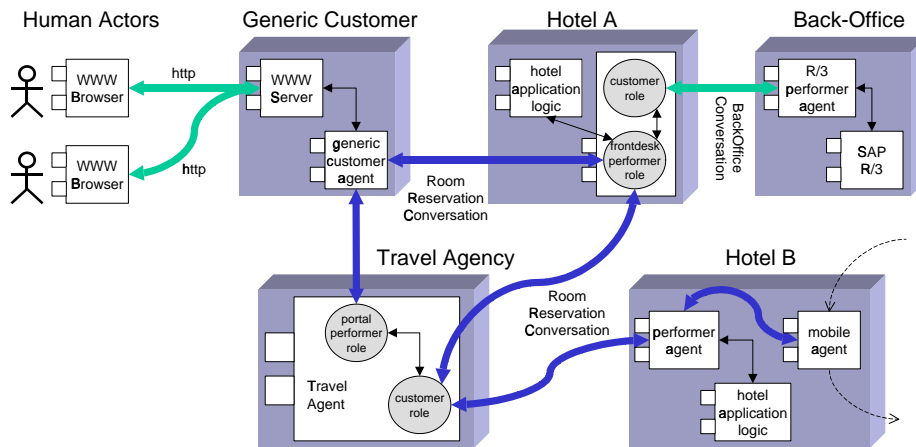 Human Actors
Generic Customer
Hotel A
Back-Office
WWW
Browser
http
WWW
Server
hotel
application
logic
customer
role
R/3
performer
agent
BackOffice
Conversation
WWW
Browser
http
generic
customer
agent
frontdesk
performer
role
SAP
R/3
Room
Reservation
Conversation
Travel Agency
Hotel B
portal
performer
role
Room
Reservation
Conversation
performer
agent
mobile
agent
Travel
Agent
customer
role
hotel
application
logic